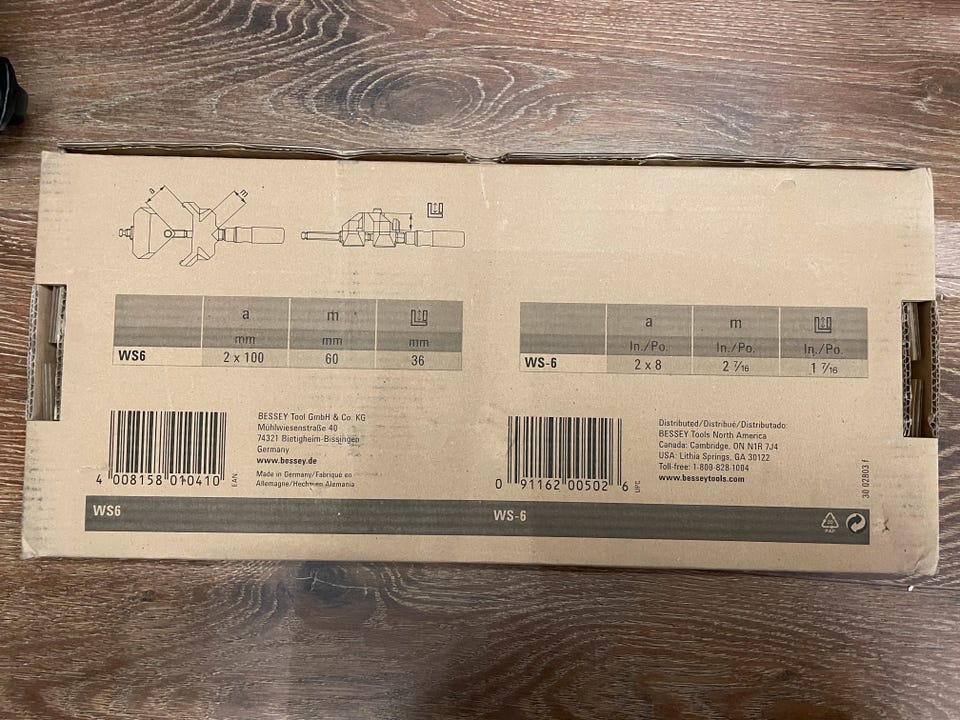 a
m
a
m
mm
mm
mm
WS6
2 x 100
60
36
a
m
In./Po.
In./Po.
In./Po.
WS-6
2 x 8
2 7/16
1 7/16
4 008158 010410
EAN
BESSEY Tool GmbH & Co. KG
Mühlwiesenstraße 40
74321 Bietigheim-Bissingen
Germany
www.bessey.de
Made in Germany/Fabriqué en
Allemagne/Hecho en Alemania
0 91162 00502 6
UPC
Distributed/Distribué/Distributado:
BESSEY Tools North America
Canada: Cambridge, ON N1R 7J4
USA: Lithia Springs, GA 30122
Toll-free: 1-800-828-1004
www.besseytools.com
30 02803 f
WS6
WS-6
20
PAP